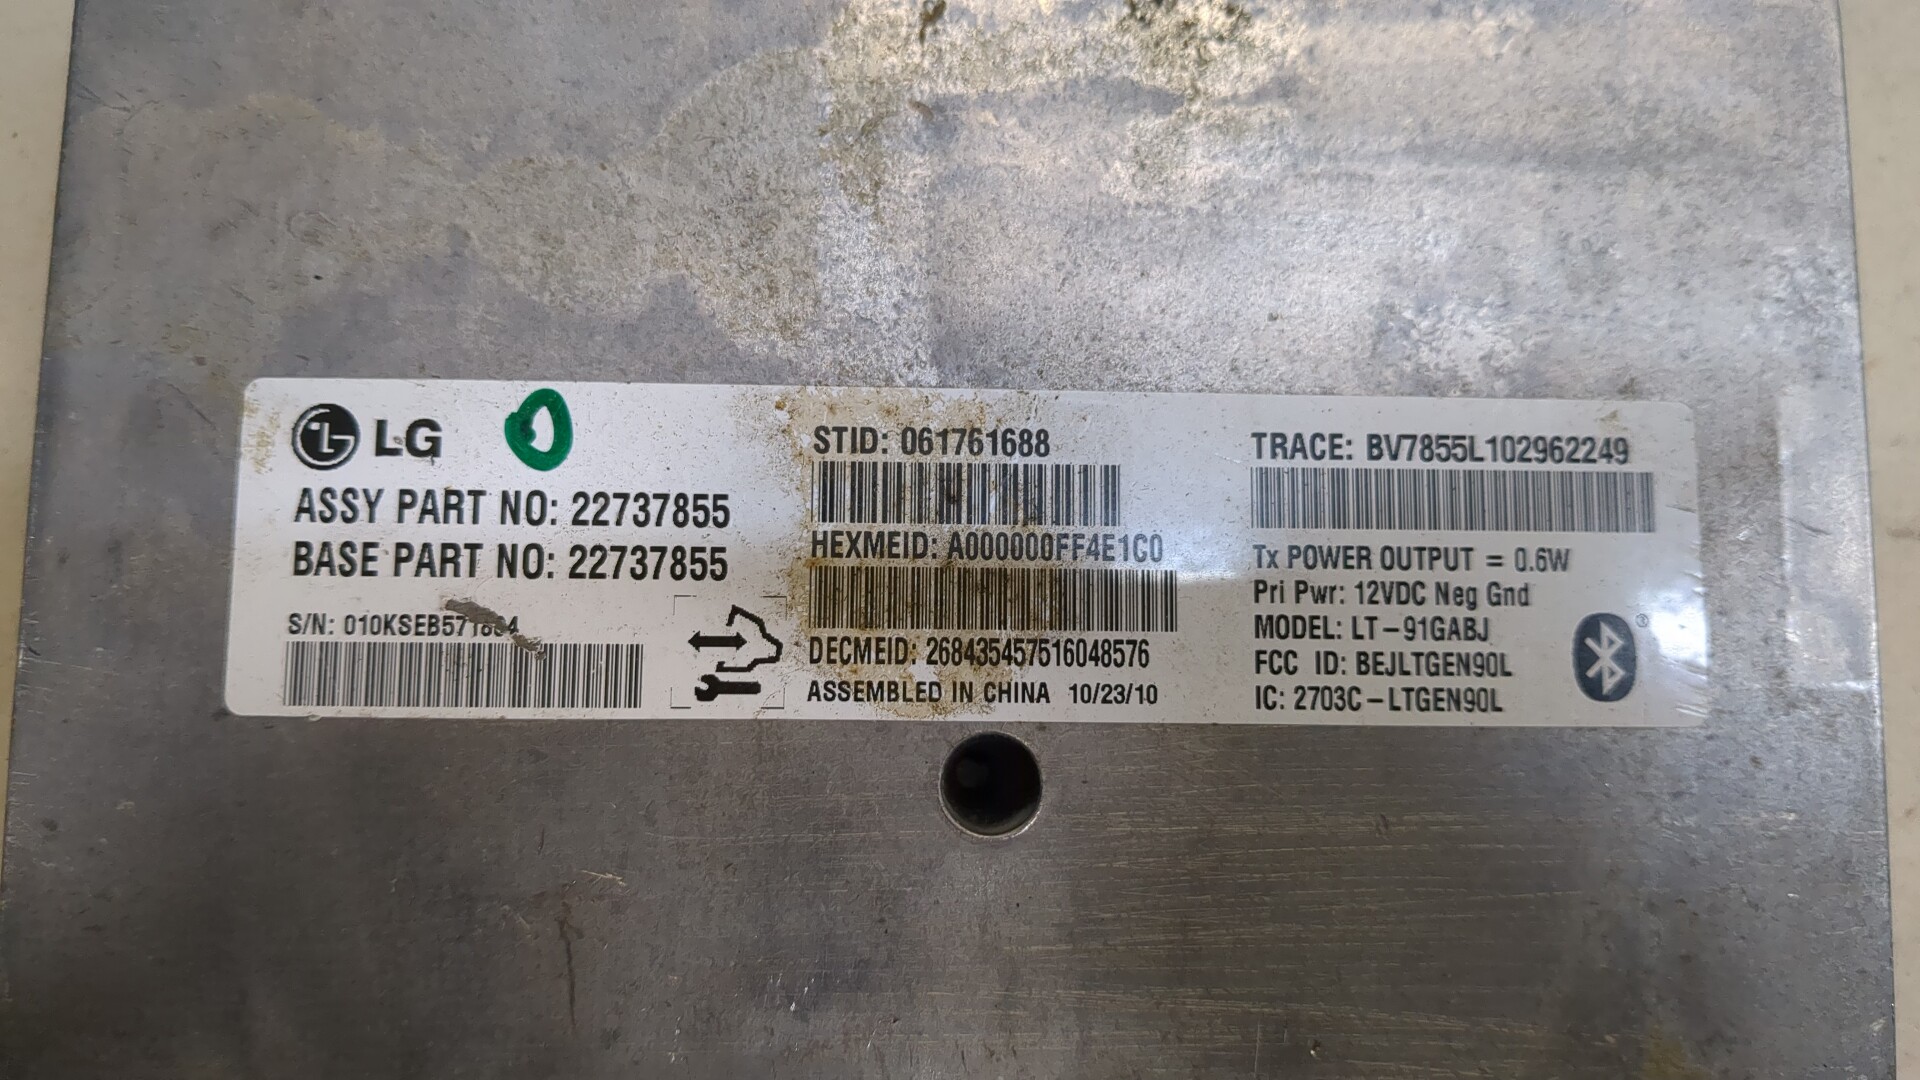 LG
ASSY PART NO: 22737855
BASE PART NO: 22737855
STID: 061761688
HEXMEID: A000000FF4E1C0
DECMEID: 268435457516048576
ASSEMBLED IN CHINA 10/23/10
TRACE: BV7855L102962249
Tx POWER OUTPUT = 0.6W
Pri Pwr: 12VDC Neg Gnd
MODEL: LT-91GABJ
FCC ID: BEJLTGEN90L
IC: 2703C-LTGEN90L
S/N: